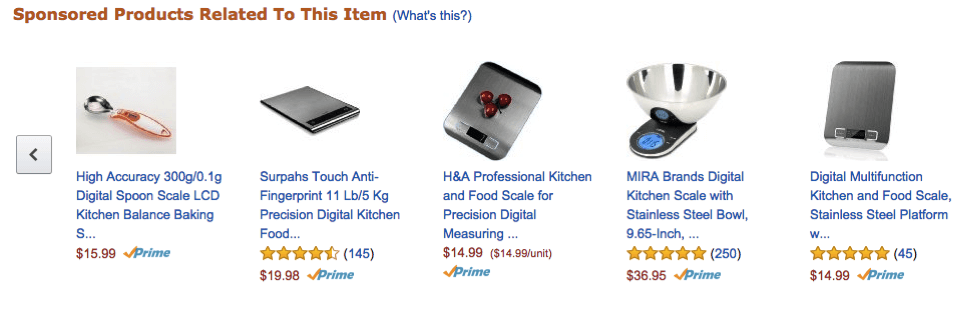 Sponsored Products Related To This Item (What's this?)
High Accuracy 300g/0.1g
Digital Spoon Scale LCD
Kitchen Balance Baking
S...
$15.99 Prime
Surpahs Touch Anti-
Fingerprint 11 Lb/5 Kg
Precision Digital Kitchen
Food...
(145)
$19.98 Prime
H&A Professional Kitchen
and Food Scale for
Precision Digital
Measuring ...
$14.99 ($14.99/unit)
Prime
MIRA Brands Digital
Kitchen Scale with
Stainless Steel Bowl,
9.65-Inch, ...
(250)
$36.95 Prime
Digital Multifunction
Kitchen and Food Scale,
Stainless Steel Platform
w...
(45)
$14.99 Prime